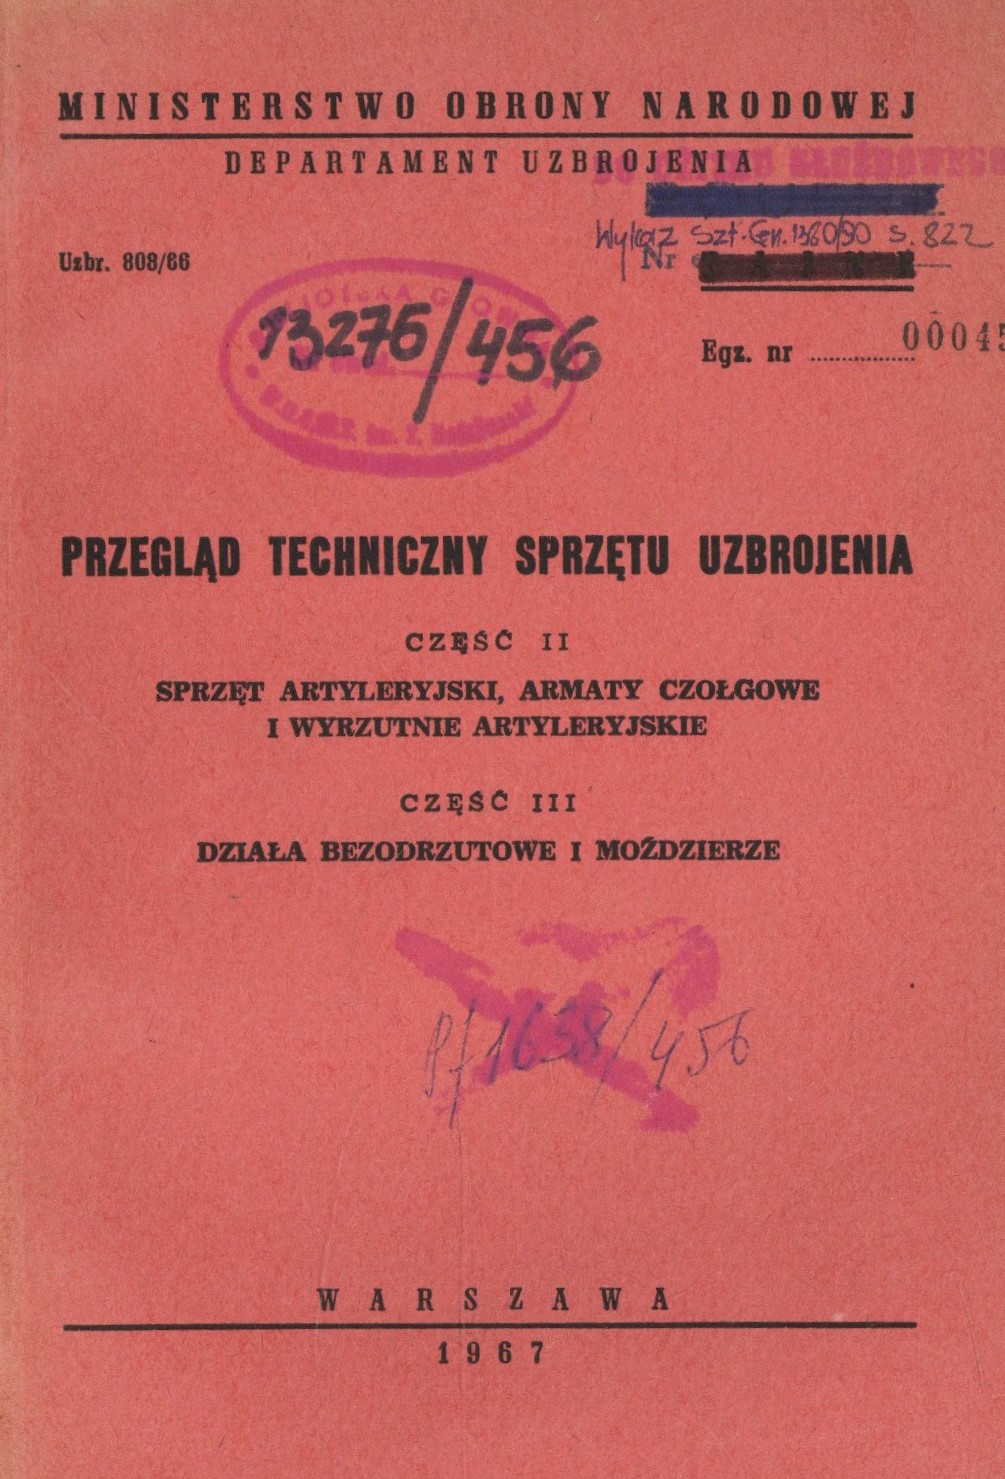 MINISTERSTWO OBRONY NARODOWEJ
DEPARTAMENT UZBROJENIA
Wykaz Szt. Gen. 1380/90 s. 822
Uzbr. 808/66
Nr
13276/456
Egz. nr
PRZEGLĄD TECHNICZNY SPRZĘTU UZBROJENIA
CZĘŚĆ II
SPRZĘT ARTYLERYJSKI, ARMATY CZOŁGOWE
I WYRZUTNIE ARTYLERYJSKIE
CZĘŚĆ III
DZIAŁA BEZODRZUTOWE I MOŹDZIERZE
Pf 1638/456
WARSZAWA
1967